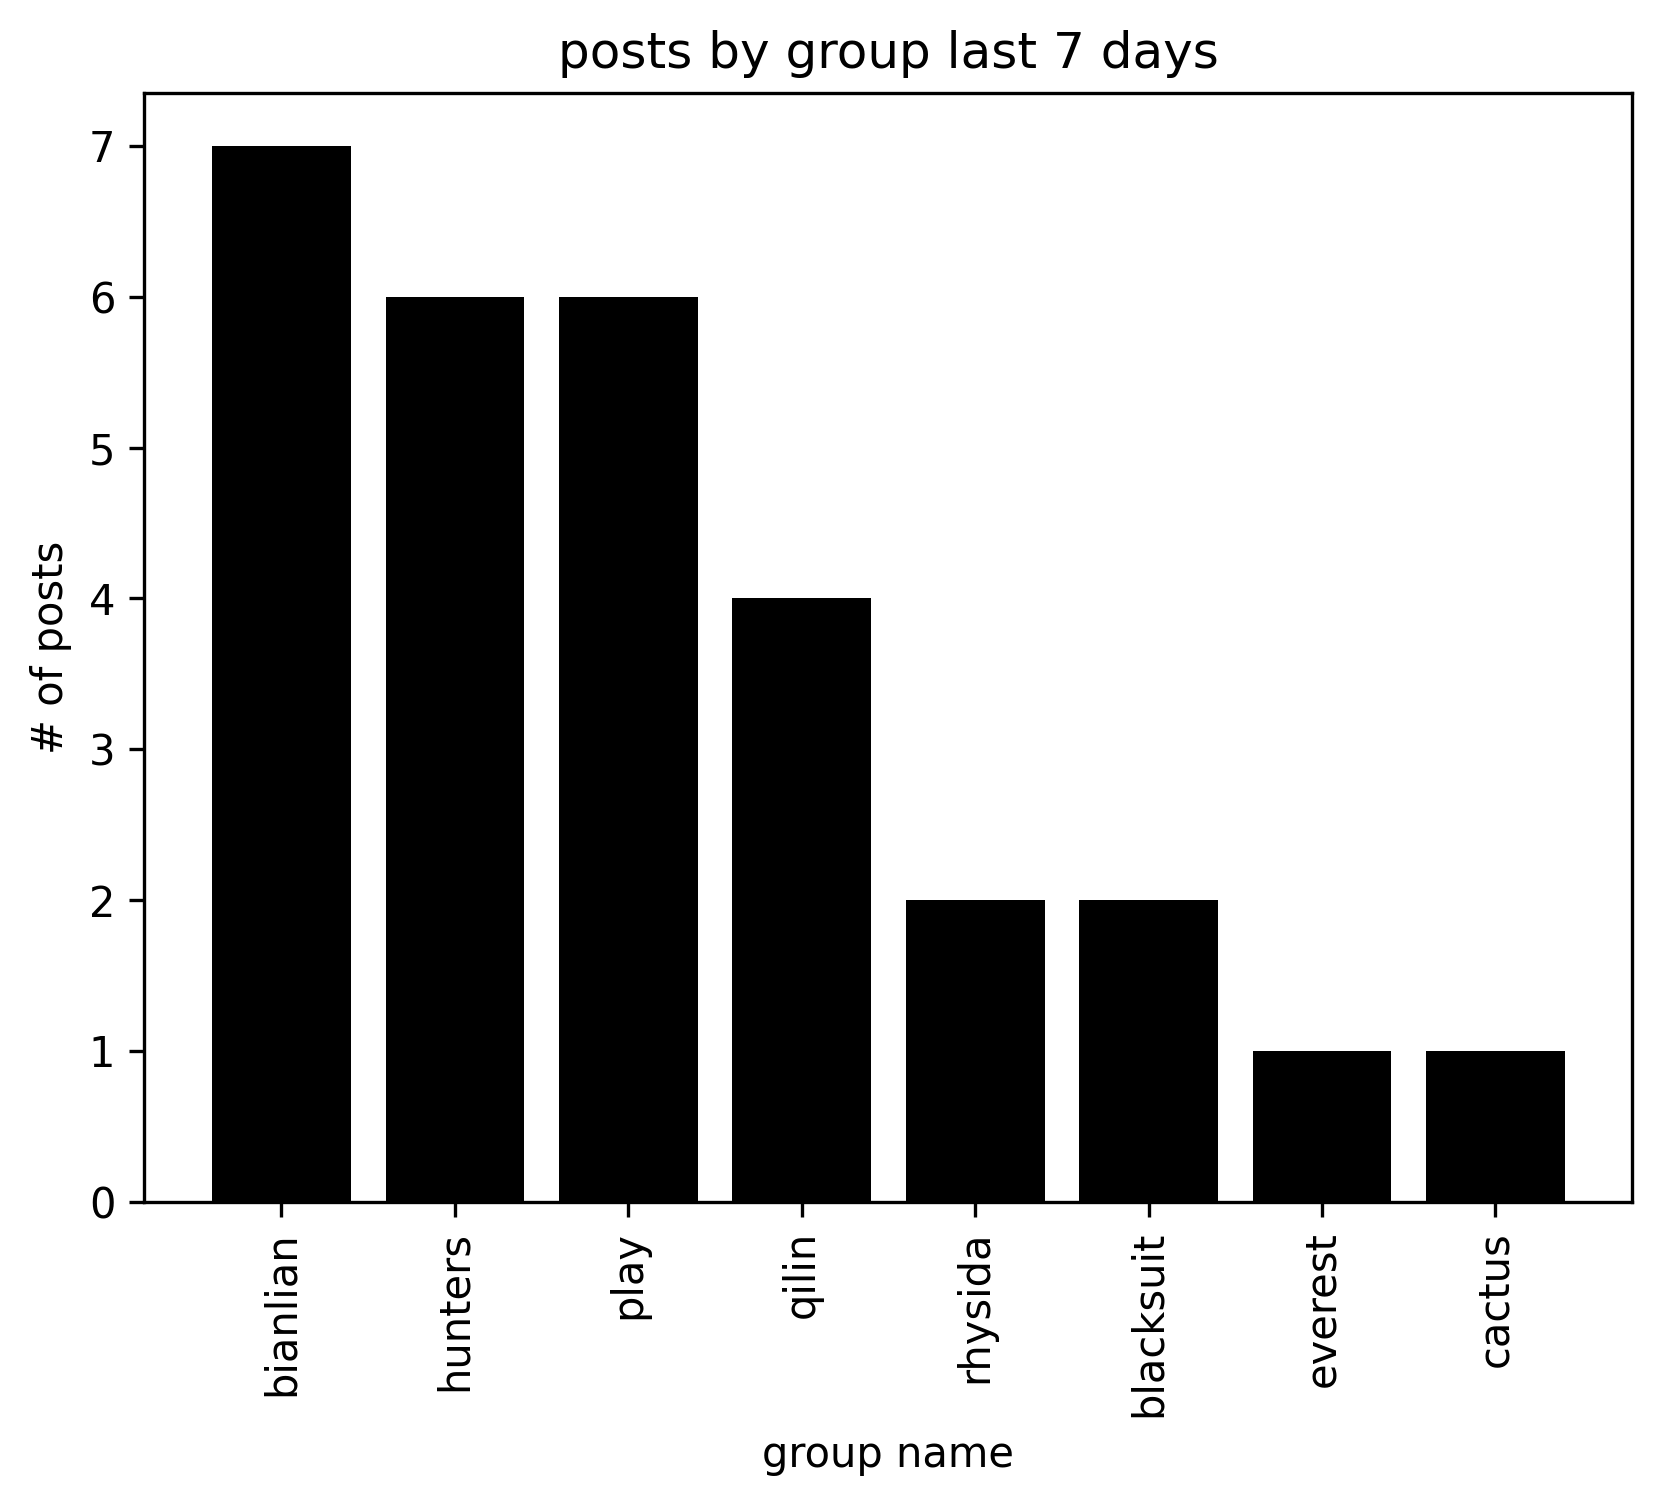 posts by group last 7 days
# of posts
7
6
5
4
3
2
1
0
bianlian
hunters
play
qilin
rhysida
blacksuit
everest
cactus
group name